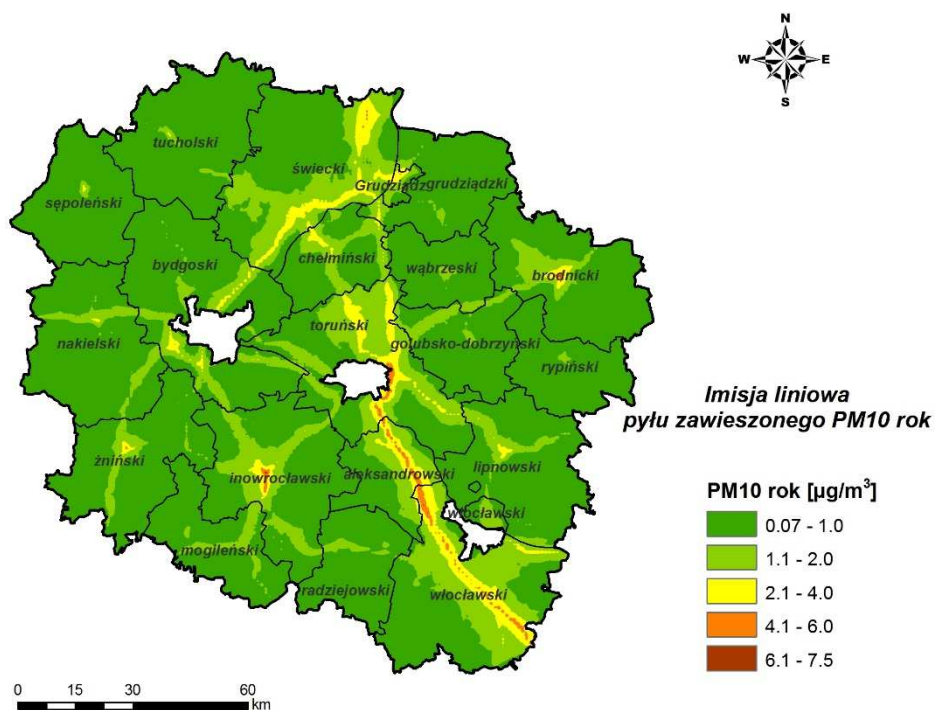 N
W E
S
tucholski
świecki
Grudziądz
grudziądzki
sępoleński
bydgoski
chełmiński
wąbrzeski
brodnicki
toruński
nakielski
golubsko-dobrzyński
rypiński
Imisja liniowa
pyłu zawieszonego PM10 rok
żniński
inowrocławski
aleksandrowski
lipnowski
włocławski
mogileński
radziejowski
włocławski
PM10 rok [µg/m³]
0.07 - 1.0
1.1 - 2.0
2.1 - 4.0
4.1 - 6.0
6.1 - 7.5
0 15 30 60
km